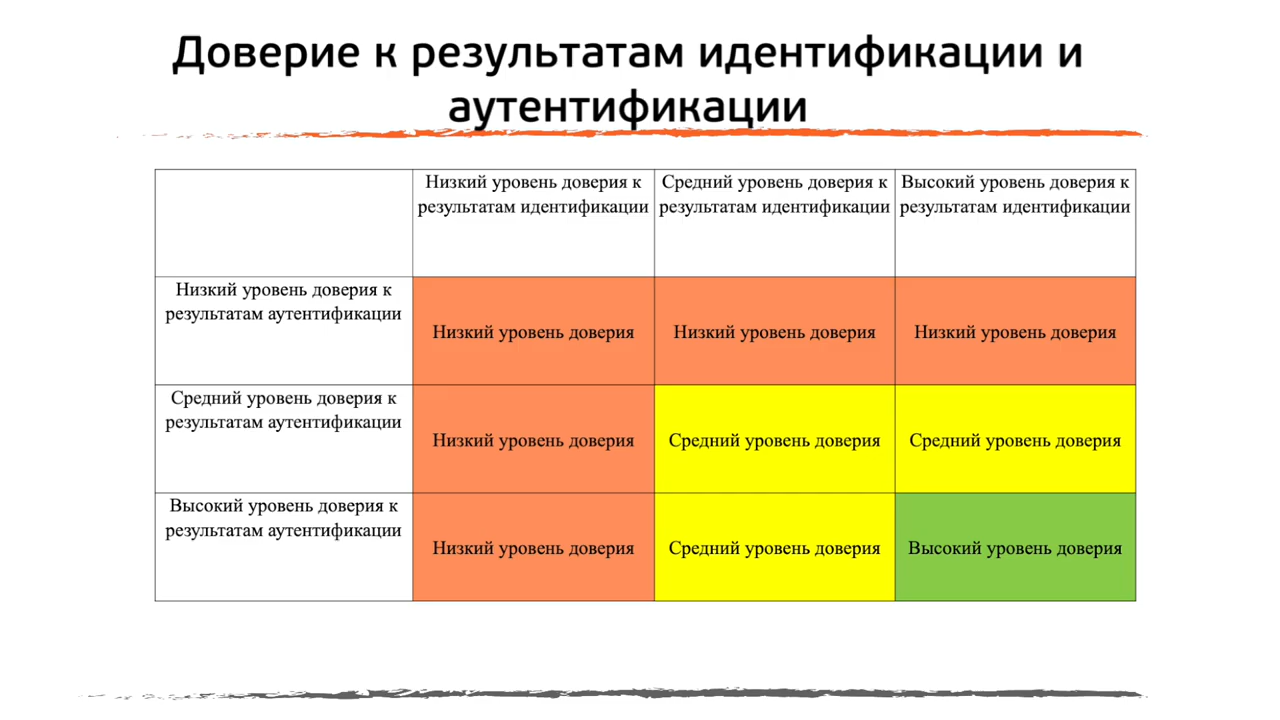 Доверие к результатам идентификации и
аутентификации
Низкий уровень доверия к
результатам идентификации
Средний уровень доверия к
результатам идентификации
Высокий уровень доверия к
результатам идентификации
Низкий уровень доверия к
результатам аутентификации
Низкий уровень доверия
Низкий уровень доверия
Низкий уровень доверия
Средний уровень доверия к
результатам аутентификации
Низкий уровень доверия
Средний уровень доверия
Средний уровень доверия
Высокий уровень доверия к
результатам аутентификации
Низкий уровень доверия
Средний уровень доверия
Высокий уровень доверия